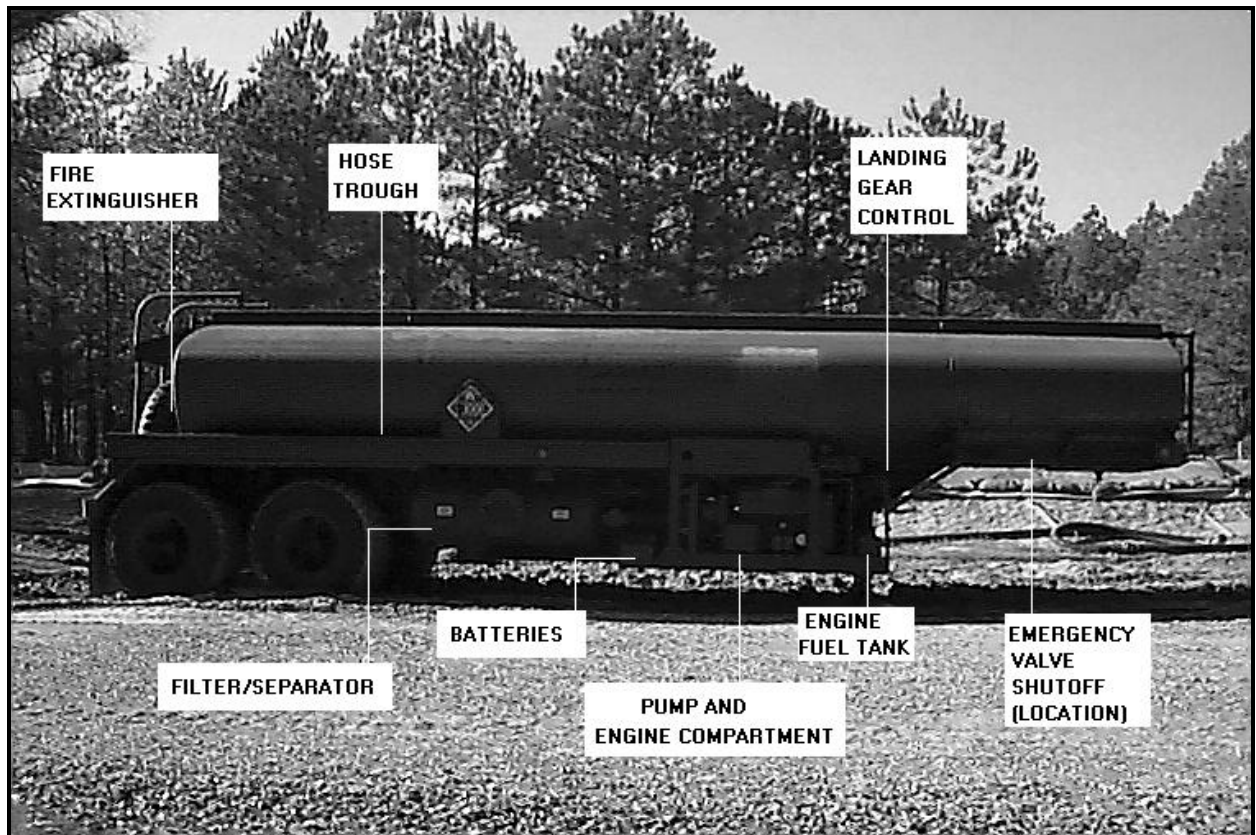 FIRE
EXTINGUISHER
HOSE
TROUGH
LANDING
GEAR
CONTROL
FILTER/SEPARATOR
BATTERIES
PUMP AND
ENGINE COMPARTMENT
ENGINE
FUEL TANK
EMERGENCY
VALVE
SHUTOFF
(LOCATION)